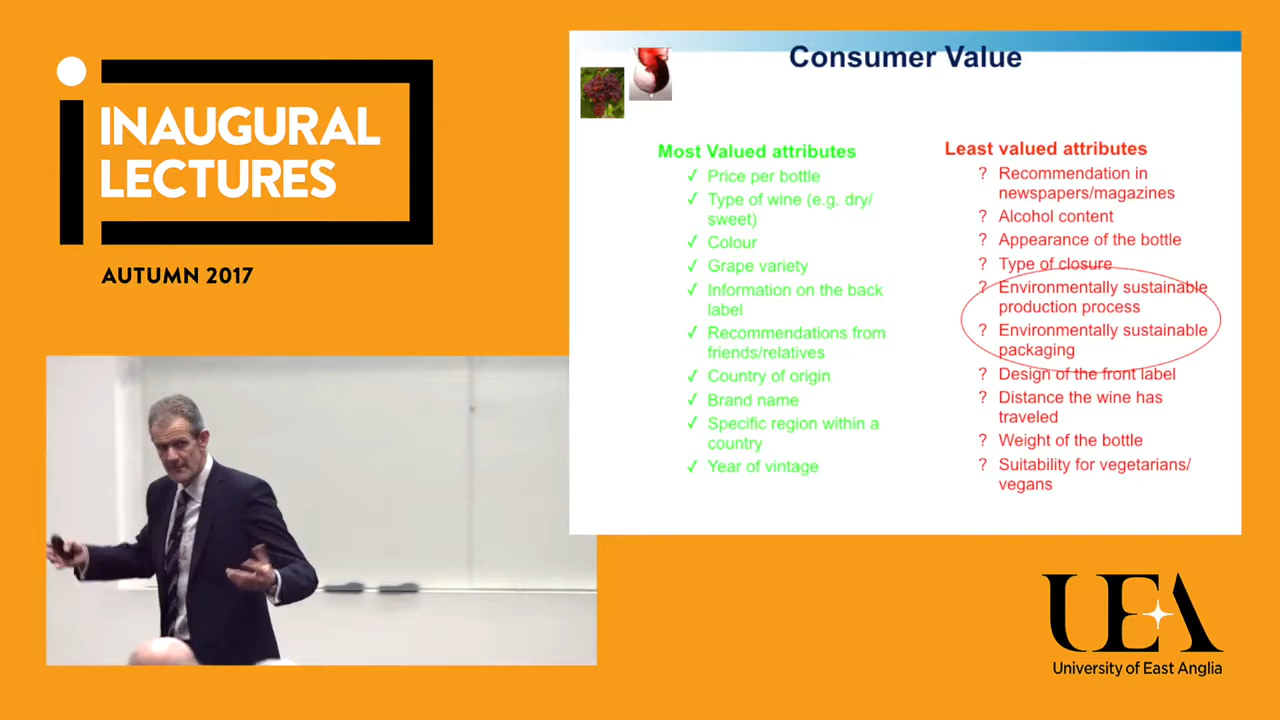 INAUGURAL
LECTURES
AUTUMN 2017
Consumer Value
Most Valued attributes
✓ Price per bottle
✓ Type of wine (e.g. dry/
sweet)
✓ Colour
✓ Grape variety
✓ Information on the back
label
✓ Recommendations from
friends/relatives
✓ Country of origin
✓ Brand name
✓ Specific region within a
country
✓ Year of vintage
Least valued attributes
? Recommendation in
newspapers/magazines
? Alcohol content
? Appearance of the bottle
? Type of closure
? Environmentally sustainable
production process
? Environmentally sustainable
packaging
? Design of the front label
? Distance the wine has
traveled
? Weight of the bottle
? Suitability for vegetarians/
vegans
UEA
University of East Anglia